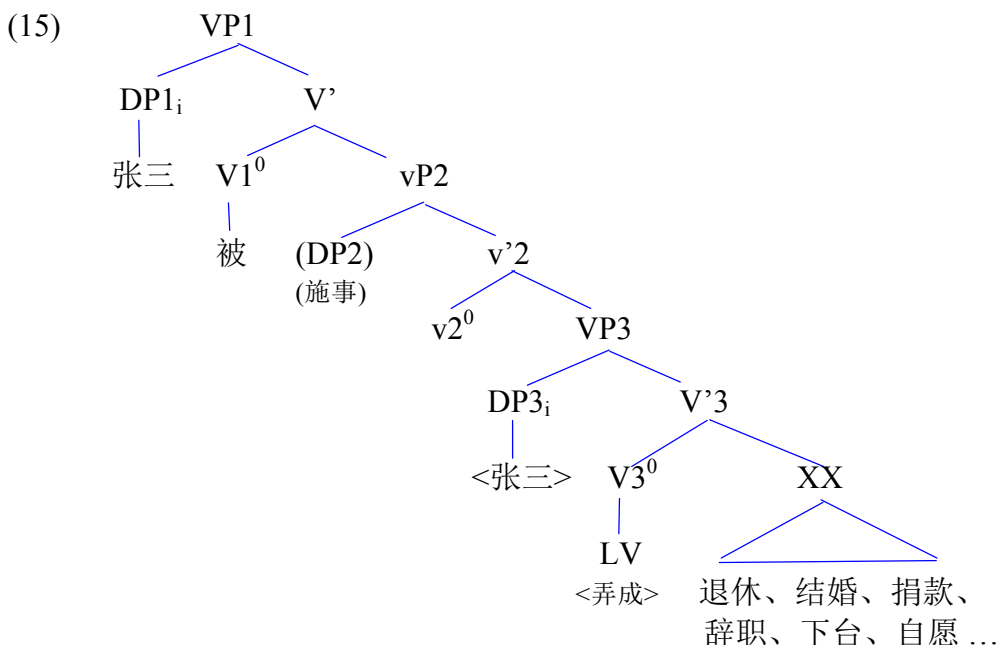 (15) VP1
DP1i V’
张三 V1⁰ vP2
被 (DP2) v’2
(施事)
v2⁰ VP3
DP3i V’3
<张三> V3⁰ XX
LV
<弄成> 退休、结婚、捐款、
辞职、下台、自愿 …